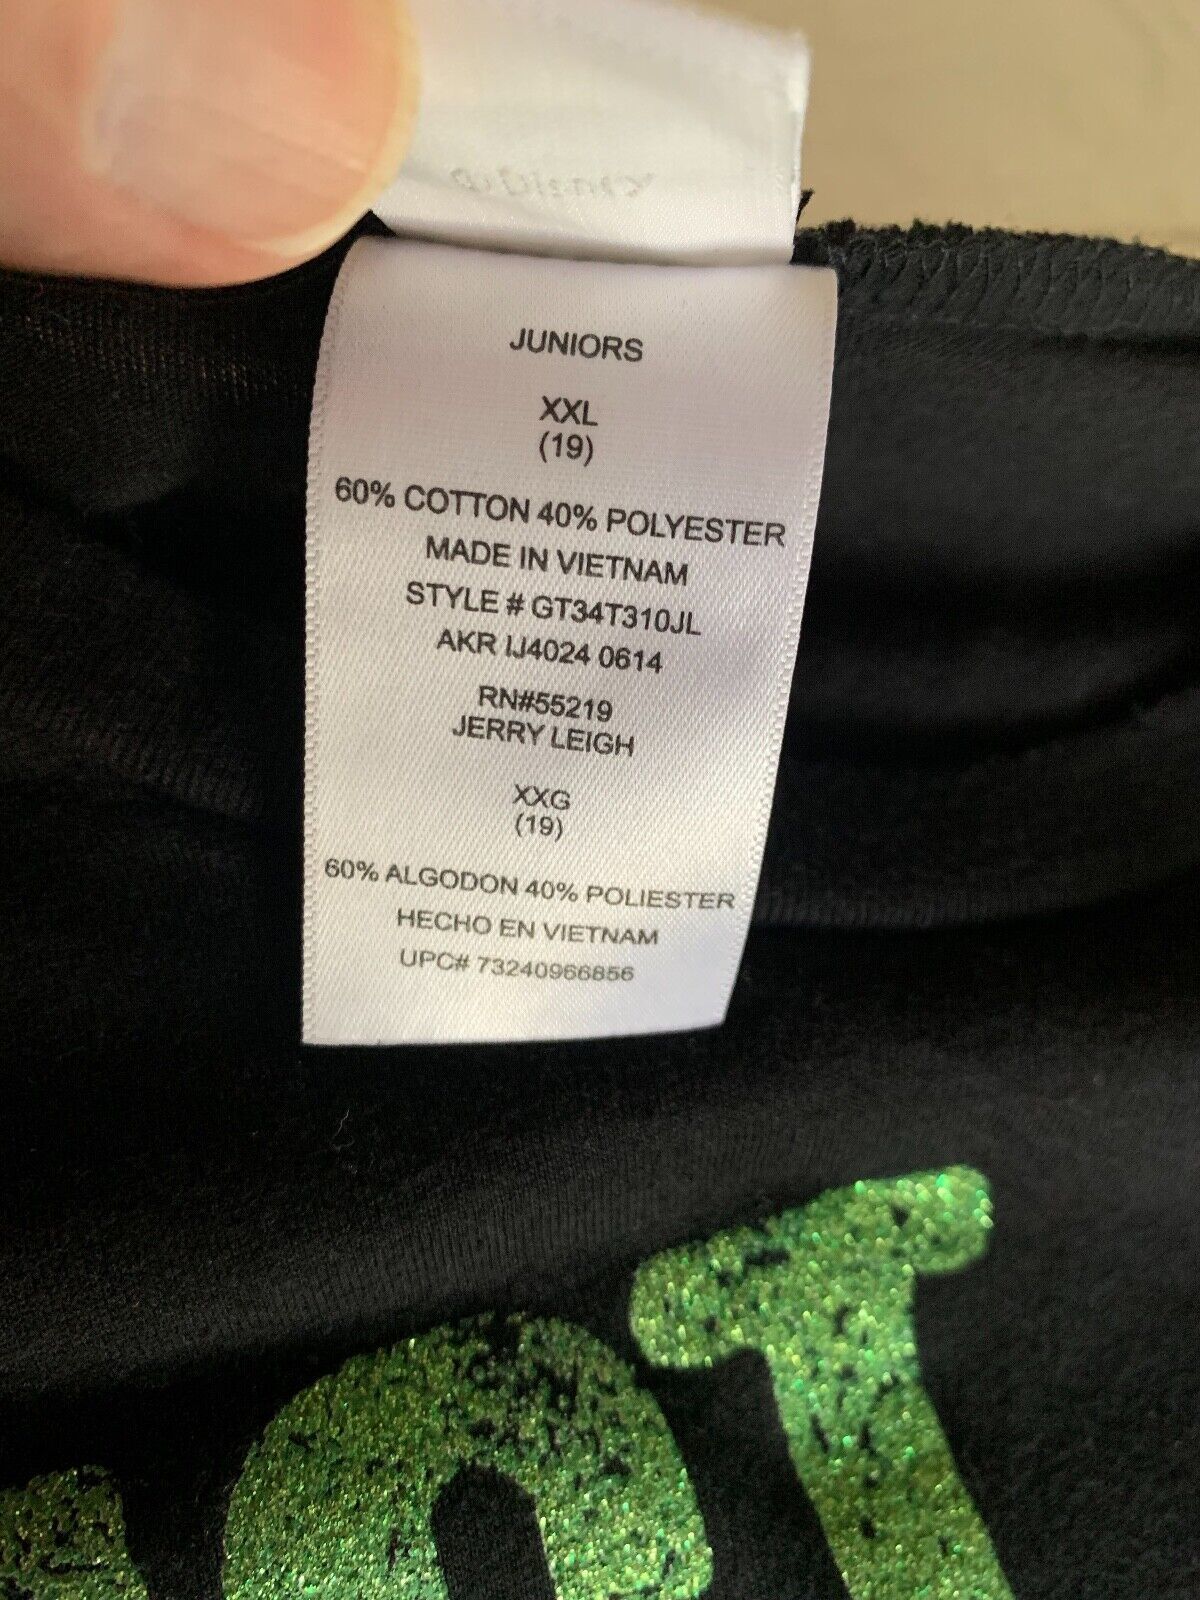 © Disney
JUNIORS
XXL
(19)
60% COTTON 40% POLYESTER
MADE IN VIETNAM
STYLE # GT34T310JL
AKR IJ4024 0614
RN#55219
JERRY LEIGH
XXG
(19)
60% ALGODON 40% POLIESTER
HECHO EN VIETNAM
UPC# 73240966856